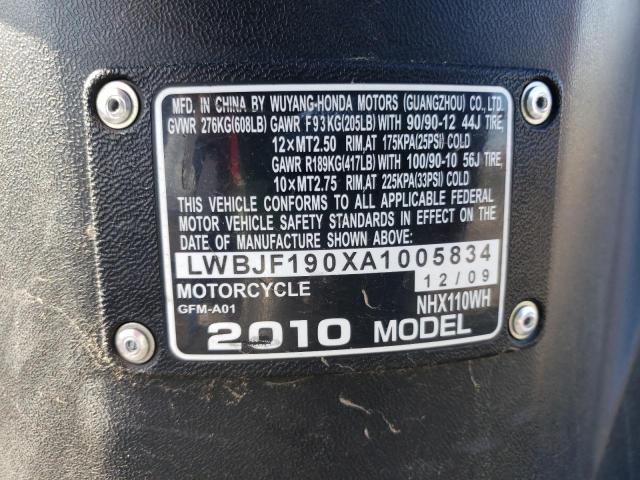 MFD. IN CHINA BY WUYANG-HONDA MOTORS (GUANGZHOU) CO., LTD.
GVWR 276KG(608LB) GAWR F93KG(205LB) WITH 90/90-12 44J TIRE,
12×MT2.50 RIM, AT 175KPA(25PSI) COLD
GAWR R189KG(417LB) WITH 100/90-10 56J TIRE,
10×MT2.75 RIM, AT 225KPA(33PSI) COLD
THIS VEHICLE CONFORMS TO ALL APPLICABLE FEDERAL
MOTOR VEHICLE SAFETY STANDARDS IN EFFECT ON THE
DATE OF MANUFACTURE SHOWN ABOVE.
LWBJF190XA1005834
12/09
MOTORCYCLE
NHX110WH
GFM-A01
2010 MODEL